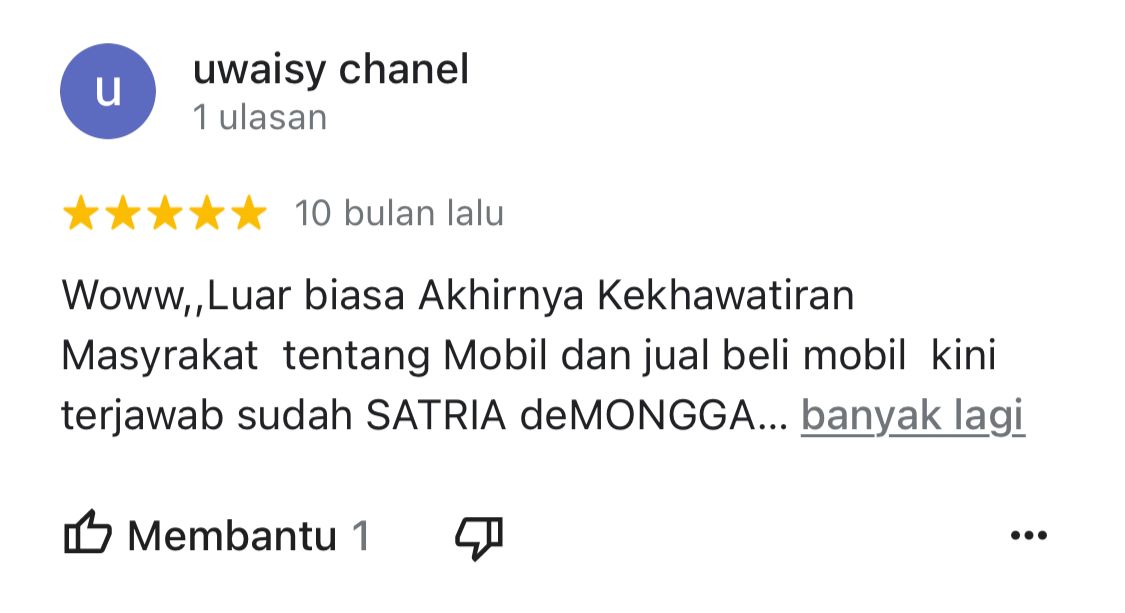 u
uwaisy chanel
1 ulasan
10 bulan lalu
Woww,,Luar biasa Akhirnya Kekhawatiran
Masyrakat  tentang Mobil dan jual beli mobil  kini
terjawab sudah SATRIA deMONGGA... banyak lagi
Membantu 1